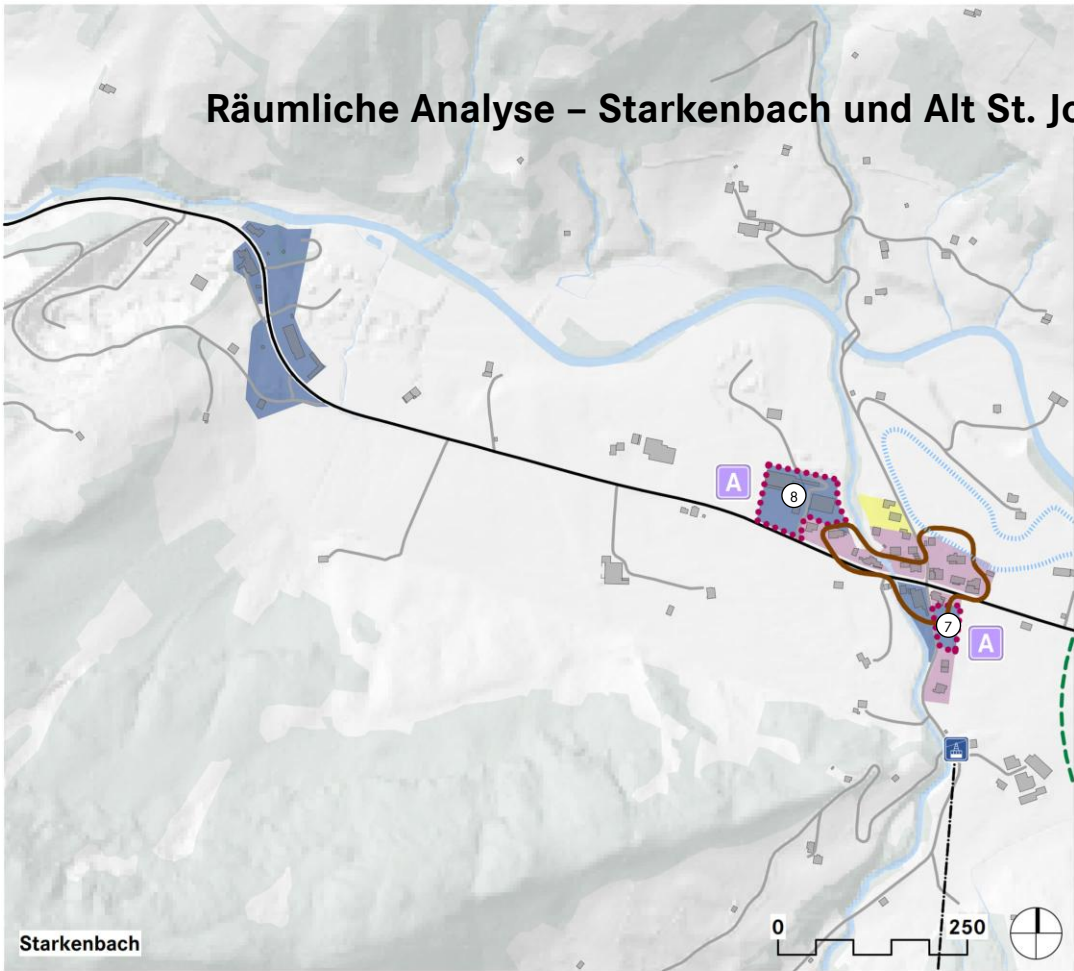 Räumliche Analyse – Starkenbach und Alt St. Jo
A
8
7
A
Starkenbach
0 250